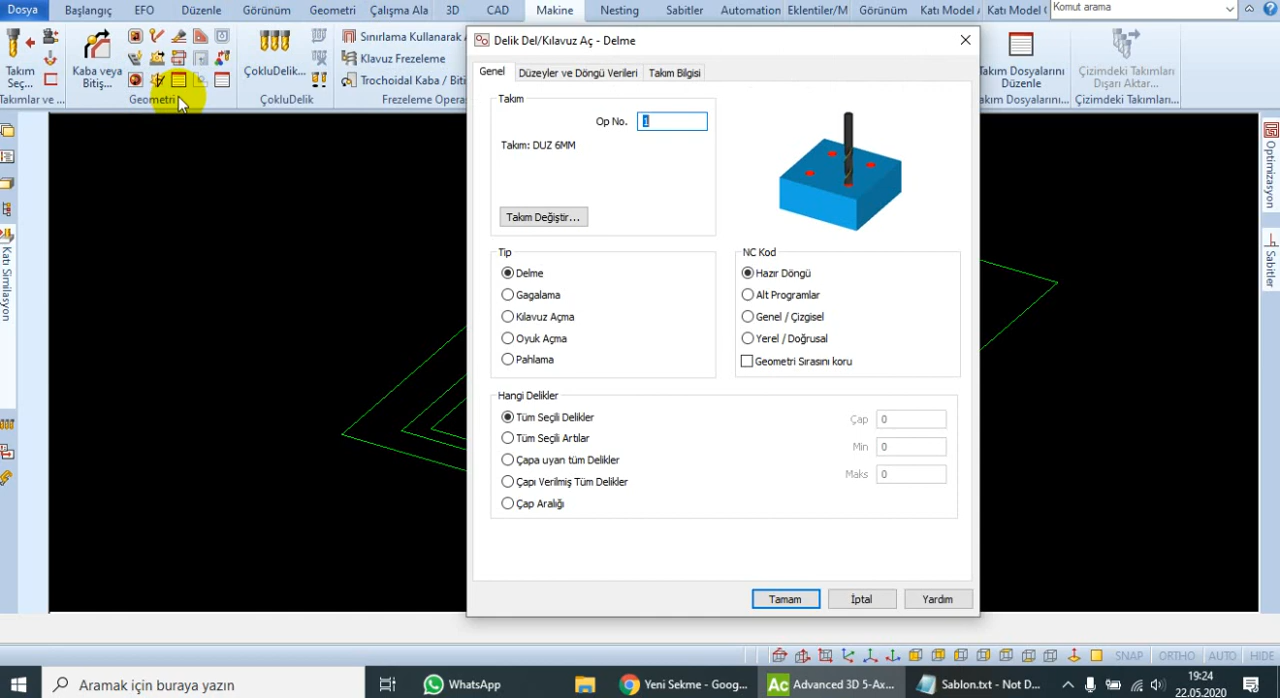 Dosya Başlangıç EFO Düzenle Görünüm Geometri Çalışma Ala 3D CAD Makine Nesting Sabitler Automation Eklentiler/M Görünüm Katı Model A Katı Model Komut arama
Takım Seç...
Kaba veya Bitiş...
ÇokluDelik...
Sınırlama Kullanarak
Klavuz Frezeleme
Trochoidal Kaba / Biti
Takım Dosyalarını Düzenle
Çizimdeki Takımları Dışarı Aktar...
Takımlar ve ... Geometri ÇokluDelik Frezeleme Opera akım Dosyalarını... Çizimdeki Takımları...
Delik Del/Kılavuz Aç - Delme
Genel Düzeyler ve Döngü Verileri Takım Bilgisi
Takım
Op No. 1
Takım: DUZ 6MM
Takım Değiştir...
Tip
Delme
Gagalama
Kılavuz Açma
Oyuk Açma
Pahlama
NC Kod
Hazır Döngü
Alt Programlar
Genel / Çizgisel
Yerel / Doğrusal
Geometri Sırasını koru
Hangi Delikler
Tüm Seçili Delikler
Tüm Seçili Artılar
Çapa uyan tüm Delikler
Çapı Verilmiş Tüm Delikler
Çap Aralığı
Çap 0
Min 0
Maks 0
Tamam İptal Yardım
Katı Similasyon
Optimizasyon
Sabitler
SNAP ORTHO AUTO HIDE
Aramak için buraya yazın
WhatsApp
Yeni Sekme - Goog...
Ac Advanced 3D 5-Ax...
Sablon.txt - Not D...
19:24
22.05.2020